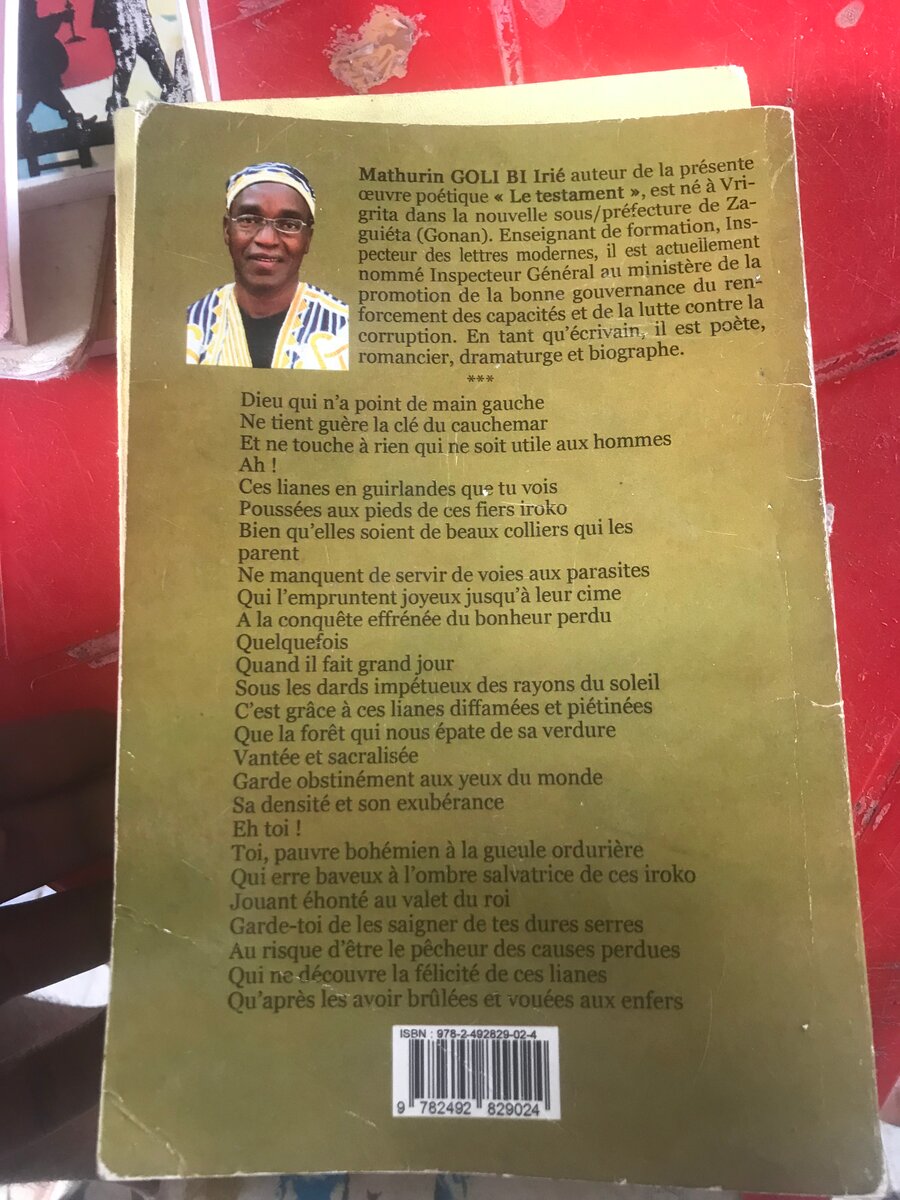 Mathurin GOLI BI Irié auteur de la présente
œuvre poétique « Le testament », est né à Vri-
grita dans la nouvelle sous/préfecture de Za-
guiéta (Gonan). Enseignant de formation, Ins-
pecteur des lettres modernes, il est actuellement
nommé Inspecteur Général au ministère de la
promotion de la bonne gouvernance du ren-
forcement des capacités et de la lutte contre la
corruption. En tant qu'écrivain, il est poète,
romancier, dramaturge et biographe.
***
Dieu qui n'a point de main gauche
Ne tient guère la clé du cauchemar
Et ne touche à rien qui ne soit utile aux hommes
Ah !
Ces lianes en guirlandes que tu vois
Poussées aux pieds de ces fiers iroko
Bien qu'elles soient de beaux colliers qui les
parent
Ne manquent de servir de voies aux parasites
Qui l'empruntent joyeux jusqu'à leur cime
A la conquête effrénée du bonheur perdu
Quelquefois
Quand il fait grand jour
Sous les dards impétueux des rayons du soleil
C'est grâce à ces lianes diffamées et piétinées
Que la forêt qui nous épate de sa verdure
Vantée et sacralisée
Garde obstinément aux yeux du monde
Sa densité et son exubérance
Eh toi !
Toi, pauvre bohémien à la gueule ordurière
Qui erre baveux à l'ombre salvatrice de ces iroko
Jouant éhonté au valet du roi
Garde-toi de les saigner de tes dures serres
Au risque d'être le pêcheur des causes perdues
Qui ne découvre la félicité de ces lianes
Qu'après les avoir brûlées et vouées aux enfers
ISBN : 978-2-492829-02-4
9 782492 829024